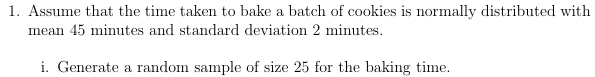 1. Assume that the time taken to bake a batch of cookies is normally distributed with
mean 45 minutes and standard deviation 2 minutes.
i. Generate a random sample of size 25 for the baking time.